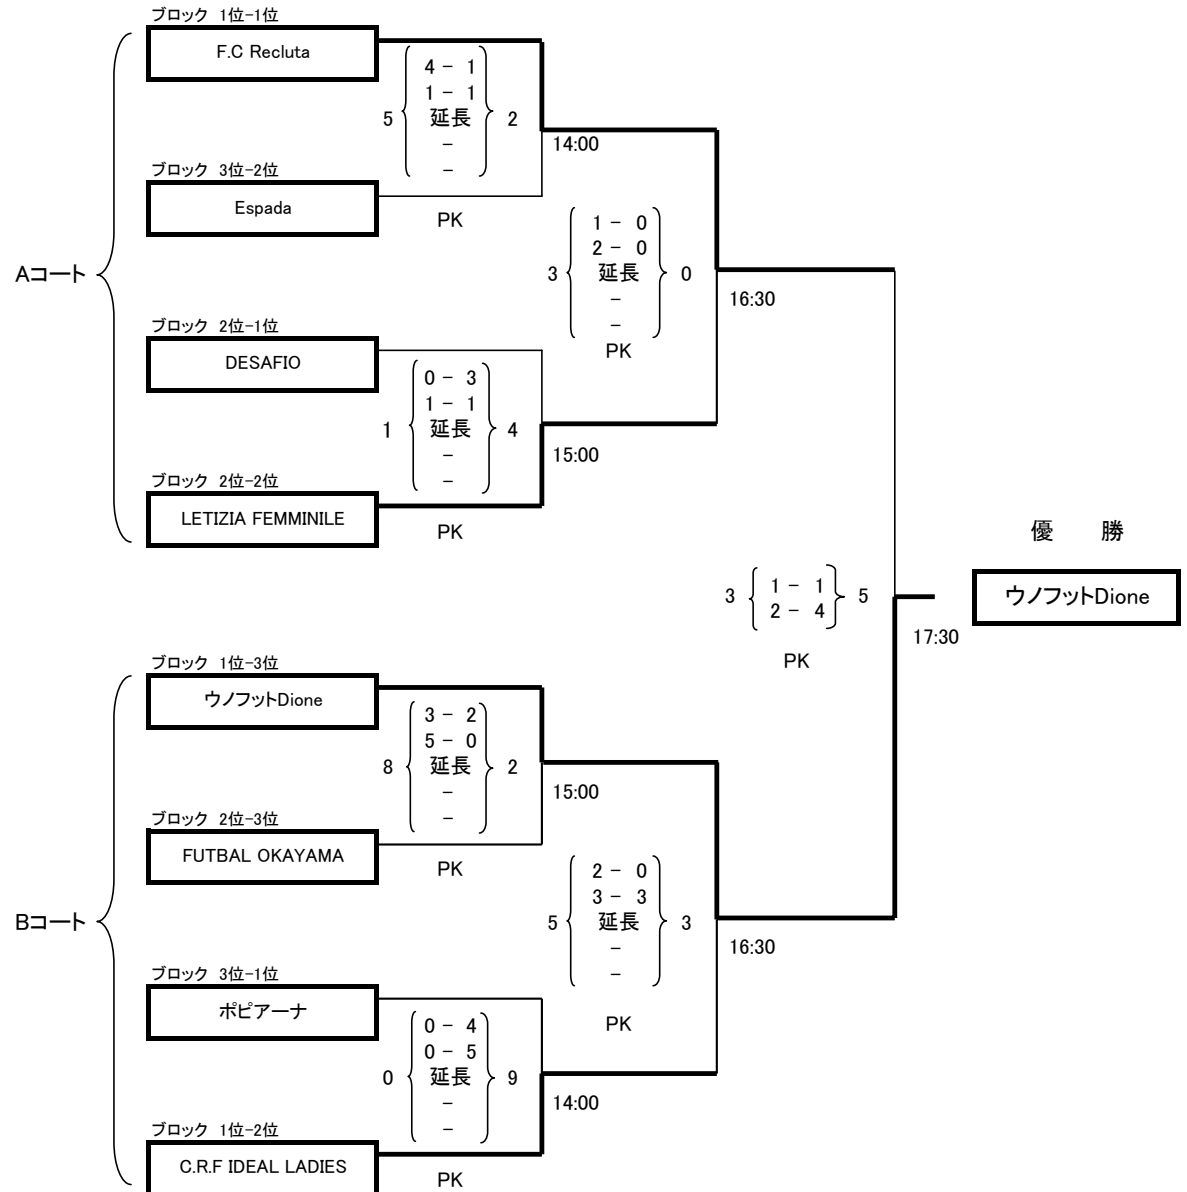 ブロック 1位-1位
F.C Recluta
4 - 1
1 - 1
5 延長 2
-
-
14:00
ブロック 3位-2位
Espada
PK
1 - 0
2 - 0
3 延長 0
-
-
PK
Aコート
16:30
ブロック 2位-1位
DESAFIO
0 - 3
1 - 1
1 延長 4
-
-
15:00
ブロック 2位-2位
LETIZIA FEMMINILE
PK
優 勝
1 - 1
3 5
2 - 4
ウノフットDione
17:30
PK
ブロック 1位-3位
ウノフットDione
3 - 2
5 - 0
8 延長 2
-
-
15:00
ブロック 2位-3位
FUTBAL OKAYAMA
PK
2 - 0
3 - 3
5 延長 3
-
-
PK
Bコート
16:30
ブロック 3位-1位
ポピアーナ
0 - 4
0 - 5
0 延長 9
-
-
14:00
ブロック 1位-2位
C.R.F IDEAL LADIES
PK